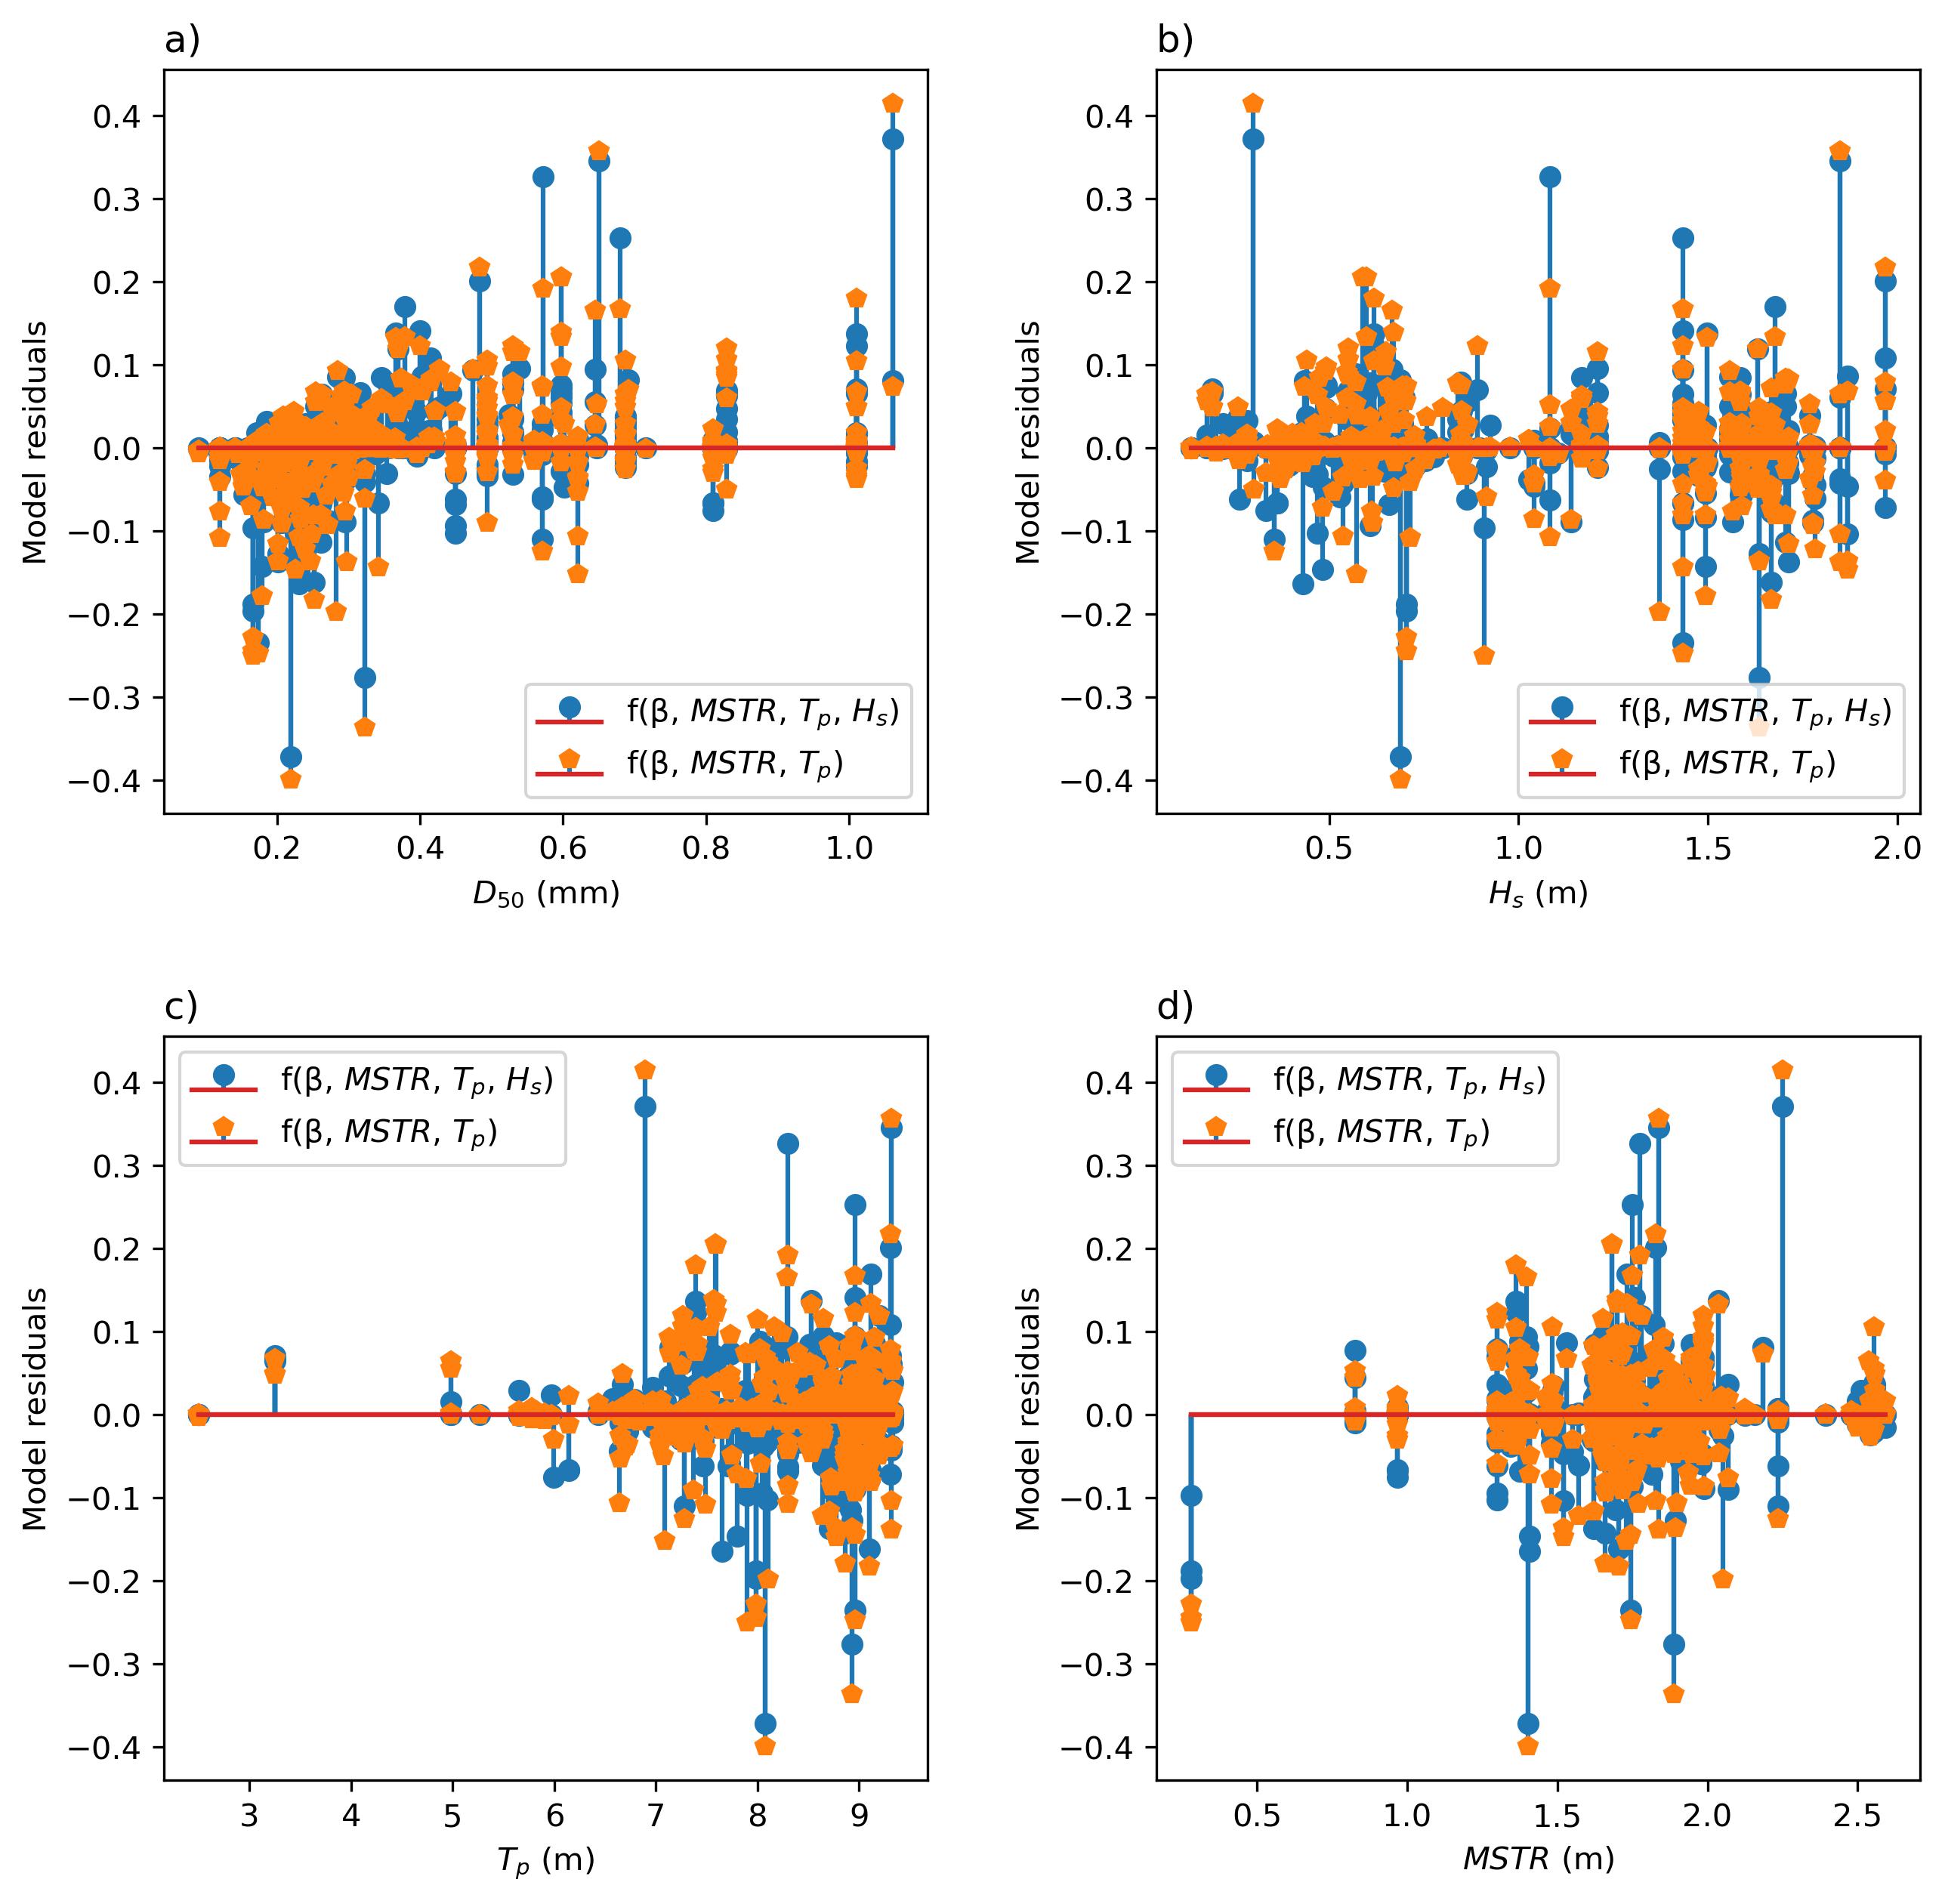 a)
0.4
0.3
0.2
0.1
0.0
−0.1
−0.2
−0.3
−0.4
Model residuals
f(β, MSTR, Tp, Hs)
f(β, MSTR, Tp)
0.2 0.4 0.6 0.8 1.0
D50 (mm)
b)
0.4
0.3
0.2
0.1
0.0
−0.1
−0.2
−0.3
−0.4
Model residuals
f(β, MSTR, Tp, Hs)
f(β, MSTR, Tp)
0.5 1.0 1.5 2.0
Hs (m)
c)
0.4
0.3
0.2
0.1
0.0
−0.1
−0.2
−0.3
−0.4
Model residuals
f(β, MSTR, Tp, Hs)
f(β, MSTR, Tp)
3 4 5 6 7 8 9
Tp (m)
d)
0.4
0.3
0.2
0.1
0.0
−0.1
−0.2
−0.3
−0.4
Model residuals
f(β, MSTR, Tp, Hs)
f(β, MSTR, Tp)
0.5 1.0 1.5 2.0 2.5
MSTR (m)